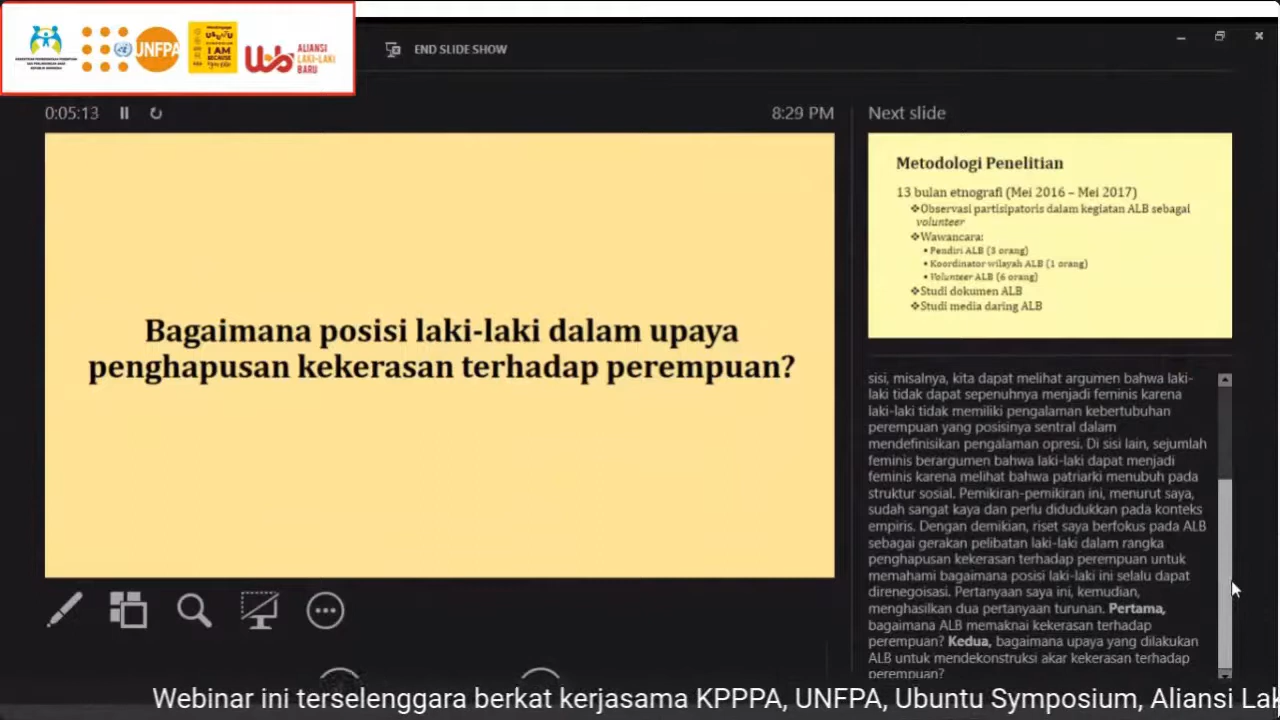 UNFPA
I AM
BECAUSE
ALIANSI
LAKI-LAKI
BARU
END SLIDE SHOW
0:05:13
8:29 PM
Next slide
Bagaimana posisi laki-laki dalam upaya
penghapusan kekerasan terhadap perempuan?
Metodologi Penelitian
13 bulan etnografi (Mei 2016 – Mei 2017)
❖Observasi partisipatoris dalam kegiatan ALB sebagai
volunteer
❖Wawancara:
▪ Pendiri ALB (3 orang)
▪ Koordinator wilayah ALB (1 orang)
▪ Volunteer ALB (6 orang)
❖Studi dokumen ALB
❖Studi media daring ALB
sisi, misalnya, kita dapat melihat argumen bahwa laki-
laki tidak dapat sepenuhnya menjadi feminis karena
laki-laki tidak memiliki pengalaman kebertubuhan
perempuan yang posisinya sentral dalam
mendefinisikan pengalaman opresi. Di sisi lain, sejumlah
feminis berargumen bahwa laki-laki dapat menjadi
feminis karena melihat bahwa patriarki menubuh pada
struktur sosial. Pemikiran-pemikiran ini, menurut saya,
sudah sangat kaya dan perlu didudukkan pada konteks
empiris. Dengan demikian, riset saya berfokus pada ALB
sebagai gerakan pelibatan laki-laki dalam rangka
penghapusan kekerasan terhadap perempuan untuk
memahami bagaimana posisi laki-laki ini selalu dapat
direnegoisasi. Pertanyaan saya ini, kemudian,
menghasilkan dua pertanyaan turunan. Pertama,
bagaimana ALB memaknai kekerasan terhadap
perempuan? Kedua, bagaimana upaya yang dilakukan
ALB untuk mendekonstruksi akar kekerasan terhadap
perempuan?
Webinar ini terselenggara berkat kerjasama KPPPA, UNFPA, Ubuntu Symposium, Aliansi Lak